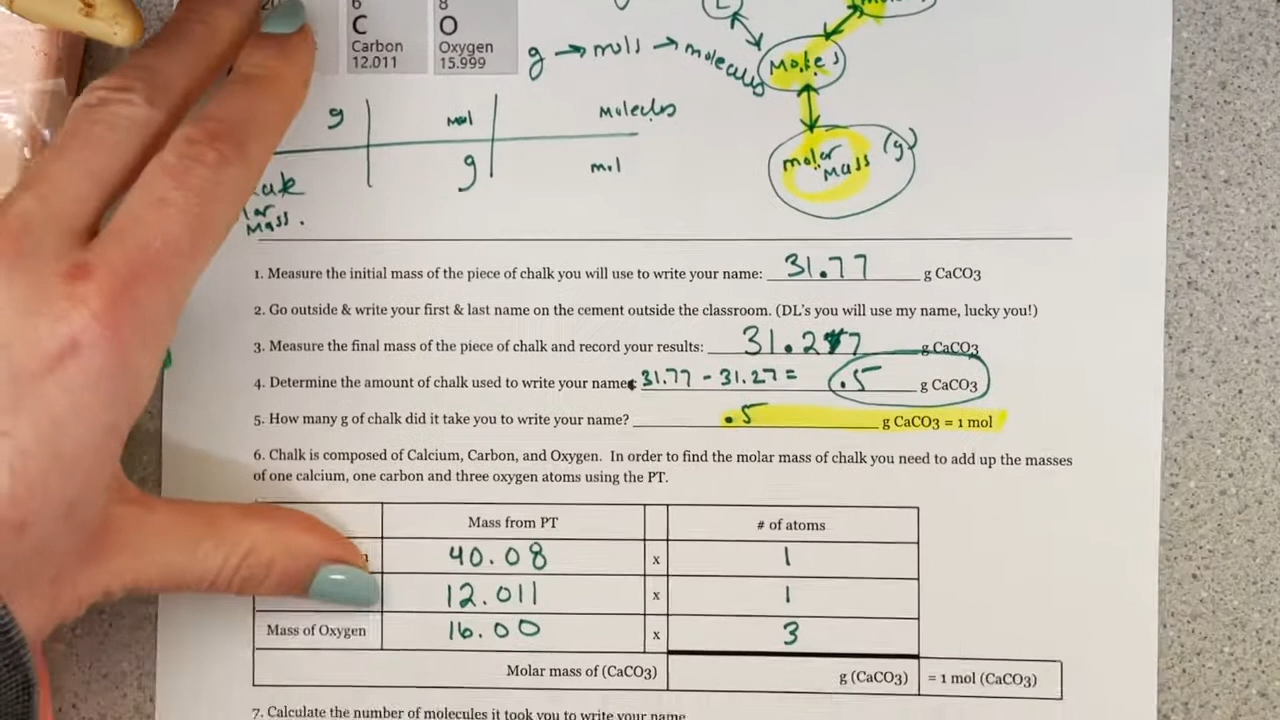 6
8
C
O
Carbon
Oxygen
12.011
15.999
g → mols → molecules
Moles
molar mass (g)
g
mol
Molecules
g
mol
Mass.
1. Measure the initial mass of the piece of chalk you will use to write your name: 31.77 g CaCO3
2. Go outside & write your first & last name on the cement outside the classroom. (DL's you will use my name, lucky you!)
3. Measure the final mass of the piece of chalk and record your results: 31.27 g CaCO3
4. Determine the amount of chalk used to write your name: 31.77 - 31.27 = .5 g CaCO3
5. How many g of chalk did it take you to write your name? .5 g CaCO3 = 1 mol
6. Chalk is composed of Calcium, Carbon, and Oxygen. In order to find the molar mass of chalk you need to add up the masses
of one calcium, one carbon and three oxygen atoms using the PT.
Mass from PT # of atoms
40.08 x 1
12.011 x 1
Mass of Oxygen 16.00 x 3
Molar mass of (CaCO3) g (CaCO3) = 1 mol (CaCO3)
7. Calculate the number of molecules it took you to write your name